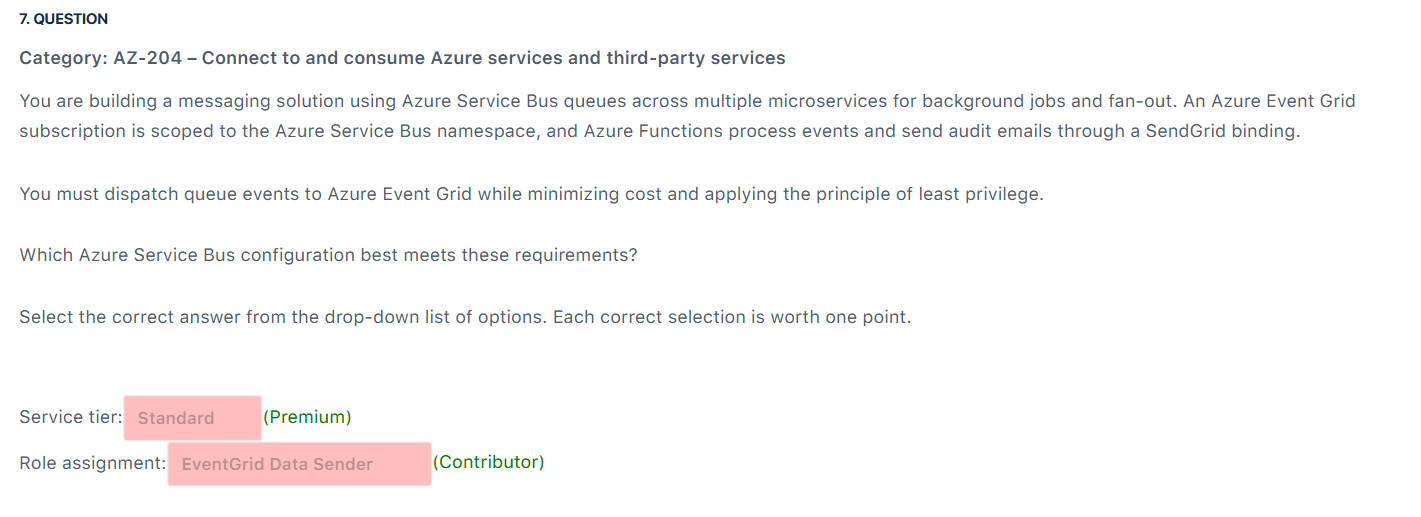 7. QUESTION
Category: AZ-204 – Connect to and consume Azure services and third-party services
You are building a messaging solution using Azure Service Bus queues across multiple microservices for background jobs and fan-out. An Azure Event Grid
subscription is scoped to the Azure Service Bus namespace, and Azure Functions process events and send audit emails through a SendGrid binding.
You must dispatch queue events to Azure Event Grid while minimizing cost and applying the principle of least privilege.
Which Azure Service Bus configuration best meets these requirements?
Select the correct answer from the drop-down list of options. Each correct selection is worth one point.
Service tier: Standard (Premium)
Role assignment: EventGrid Data Sender (Contributor)